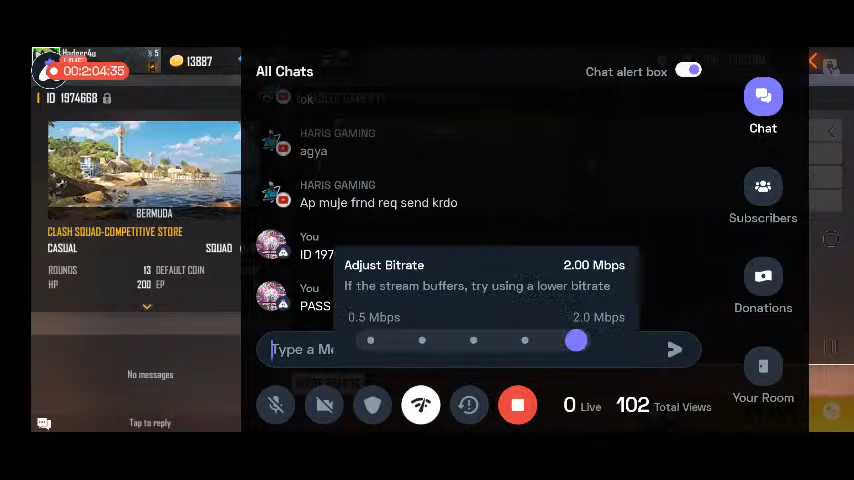 Hadeer4u
LIVE
00:2:04:35
5
13887
ID 1974668
BERMUDA
CLASH SQUAD-COMPETITIVE STORE
CASUAL
SQUAD
ROUNDS 13 DEFAULT COIN
HP 200 EP
No messages
Tap to reply
All Chats
Chat alert box
ok
HARIS GAMING
agya
HARIS GAMING
Ap muje frnd req send krdo
You
ID 197
You
PASS
Adjust Bitrate 2.00 Mbps
If the stream buffers, try using a lower bitrate
0.5 Mbps 2.0 Mbps
Type a Me
0 Live 102 Total Views
Chat
Subscribers
Donations
Your Room